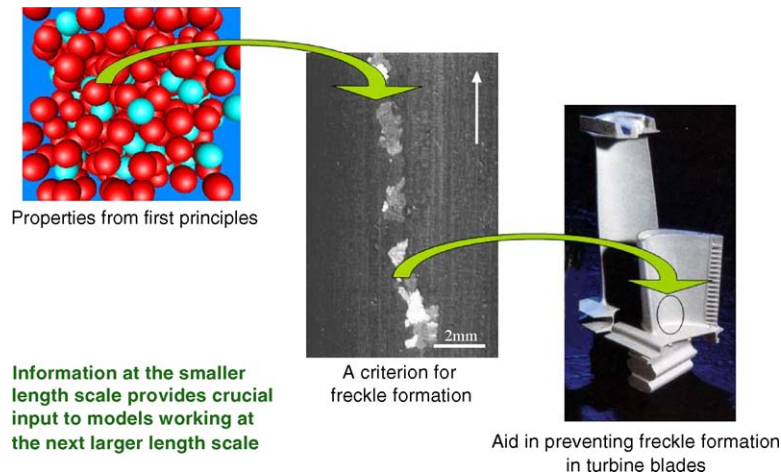 Properties from first principles
2mm
A criterion for
freckle formation
Information at the smaller
length scale provides crucial
input to models working at
the next larger length scale
Aid in preventing freckle formation
in turbine blades